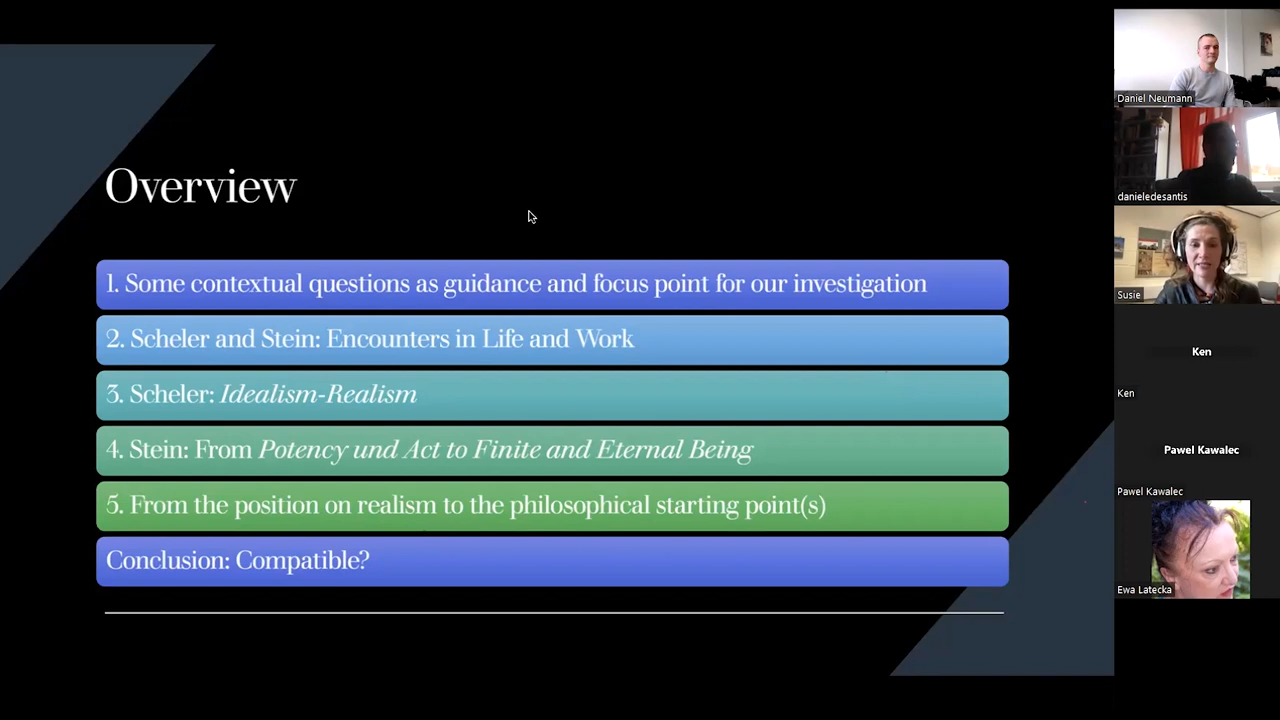 Overview
1. Some contextual questions as guidance and focus point for our investigation
2. Scheler and Stein: Encounters in Life and Work
3. Scheler: Idealism-Realism
4. Stein: From Potency und Act to Finite and Eternal Being
5. From the position on realism to the philosophical starting point(s)
Conclusion: Compatible?
Daniel Neumann
danieledesantis
Susie
Ken
Ken
Pawel Kawalec
Pawel Kawalec
Ewa Latecka